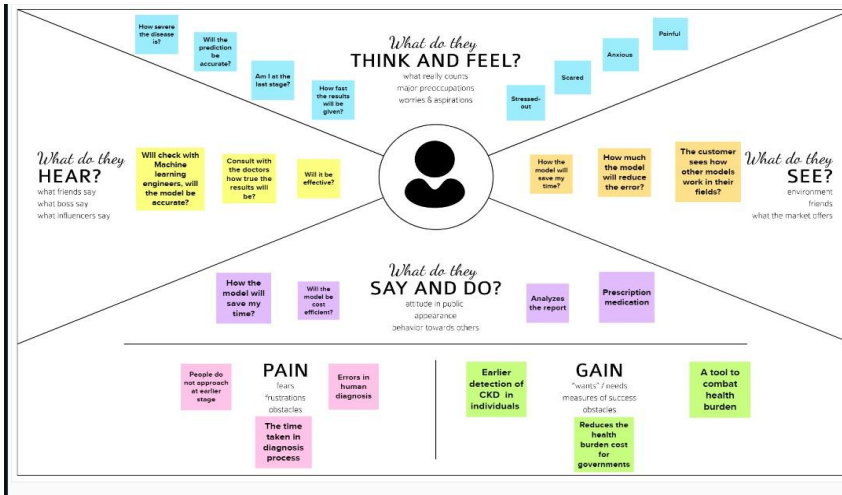 How severe
the disease
is?
Will the
prediction
be
accurate?
Am I at the
last stage?
How fast
the results
will be
given?
What do they
THINK AND FEEL?
what really counts
major preoccupations
worries & aspirations
Stressed-
out
Scared
Anxious
Painful
What do they
HEAR?
what friends say
what boss say
what influencers say
Will check with
Machine
learning
engineers, will
the model be
accurate?
Consult with
the doctors
how true the
results will
be?
Will it be
effective?
How the
model will
save my
time?
How much
the model
will reduce
the error?
The customer
sees how
other models
work in their
fields?
What do they
SEE?
environment
friends
what the market offers
How the
model will
save my
time?
Will the
model be
cost
efficient?
What do they
SAY AND DO?
attitude in public
appearance
behavior towards others
Analyzes
the report
Prescription
medication
People do
not approach
at earlier
stage
PAIN
fears
frustrations
obstacles
Errors in
human
diagnosis
The time
taken in
diagnosis
process
Earlier
detection of
CKD in
individuals
GAIN
"wants" / needs
measures of success
obstacles
Reduces the
health
burden cost
for
governments
A tool to
combat
health
burden